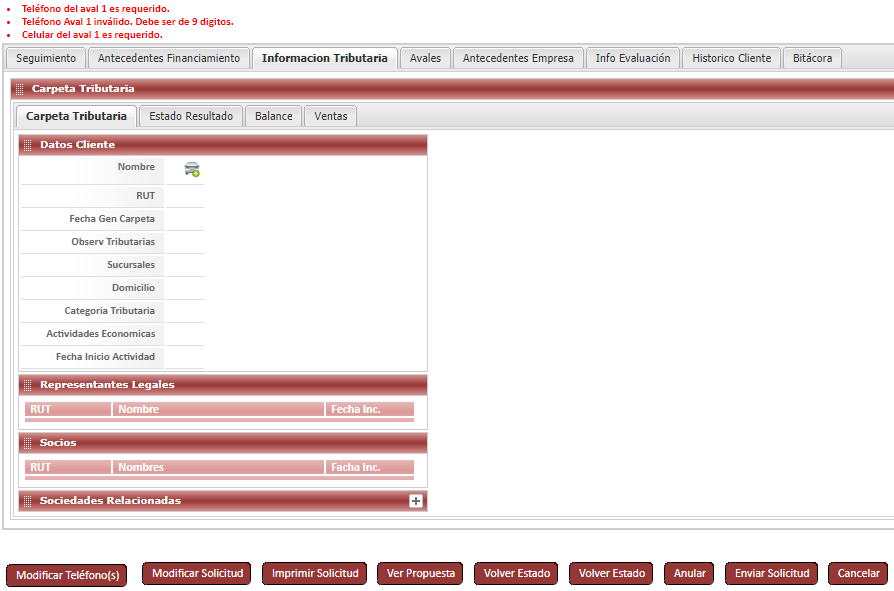 Teléfono del aval 1 es requerido.
Teléfono Aval 1 inválido. Debe ser de 9 digitos.
Celular del aval 1 es requerido.
Seguimiento Antecedentes Financiamiento Informacion Tributaria Avales Antecedentes Empresa Info Evaluación Historico Cliente Bitácora
Carpeta Tributaria
Carpeta Tributaria Estado Resultado Balance Ventas
Datos Cliente
Nombre
RUT
Fecha Gen Carpeta
Observ Tributarias
Sucursales
Domicilio
Categoria Tributaria
Actividades Economicas
Fecha Inicio Actividad
Representantes Legales
RUT Nombre Fecha Inc.
Socios
RUT Nombres Facha Inc.
Sociedades Relacionadas
Modificar Teléfono(s) Modificar Solicitud Imprimir Solicitud Ver Propuesta Volver Estado Volver Estado Anular Enviar Solicitud Cancelar